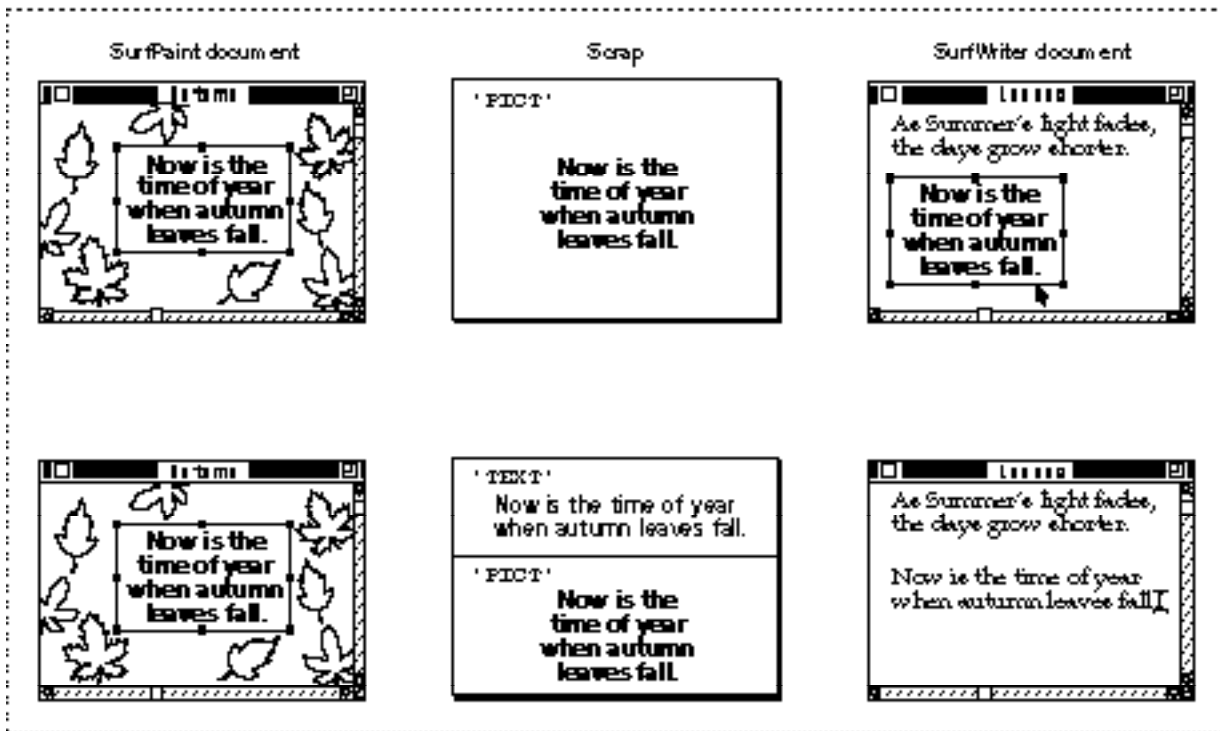 SurfPaint document
Scrap
SurfWriter document
Now is the
time of year
when autumn
leaves fall.
'PICT'
Now is the
time of year
when autumn
leaves fall.
As Summer's light fades,
the days grow shorter.
Now is the
time of year
when autumn
leaves fall.
Now is the
time of year
when autumn
leaves fall.
'TEXT'
Now is the time of year
when autumn leaves fall.
'PICT'
Now is the
time of year
when autumn
leaves fall.
As Summer's light fades,
the days grow shorter.
Now is the time of year
when autumn leaves fall